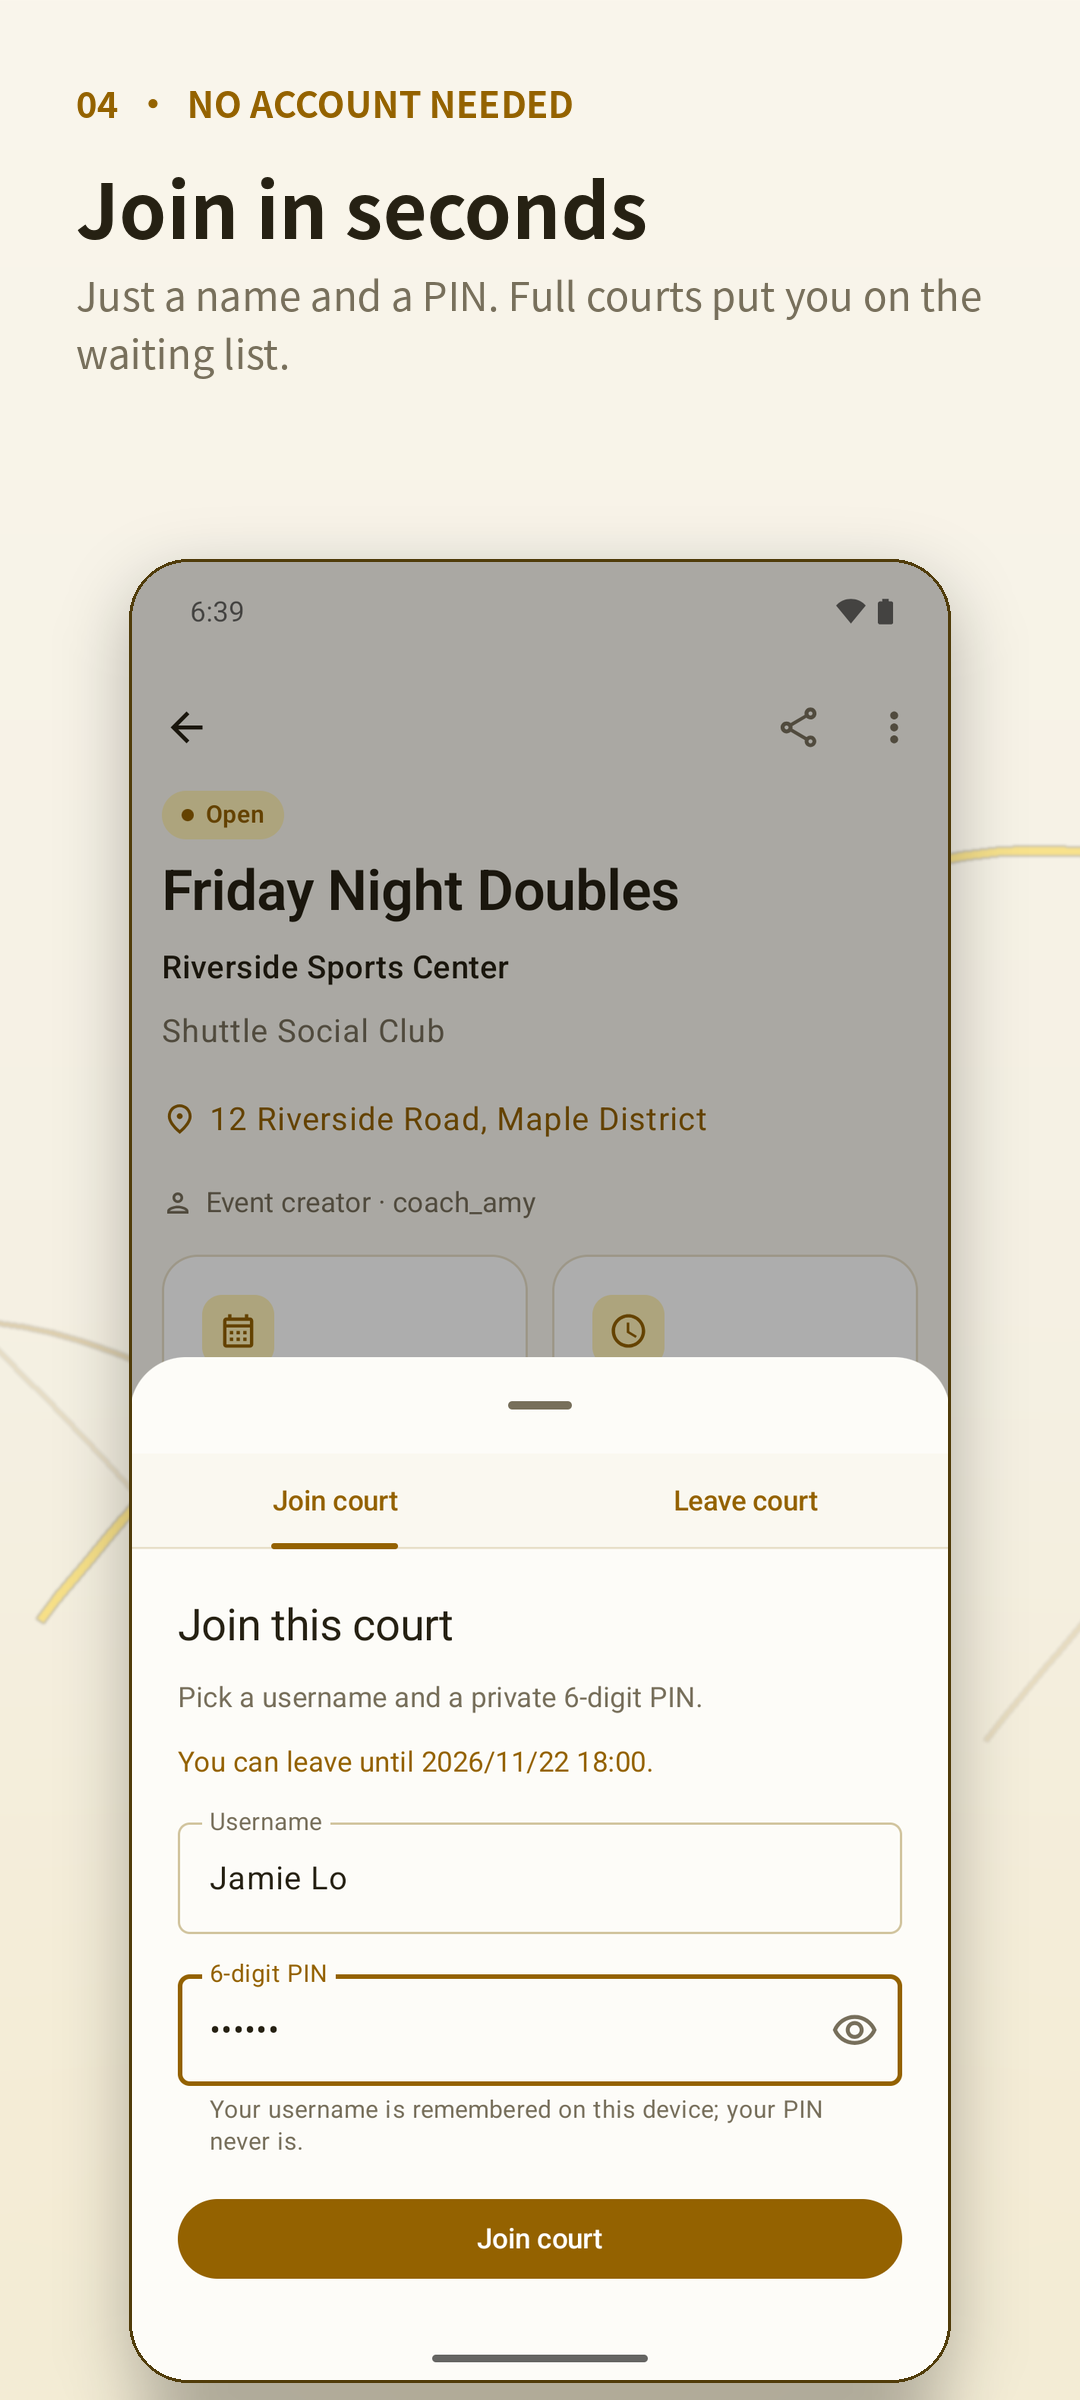 04 • NO ACCOUNT NEEDED
Join in seconds
Just a name and a PIN. Full courts put you on the
waiting list.
6:39
Open
Friday Night Doubles
Riverside Sports Center
Shuttle Social Club
12 Riverside Road, Maple District
Event creator · coach_amy
Join court
Leave court
Join this court
Pick a username and a private 6-digit PIN.
You can leave until 2026/11/22 18:00.
Username
Jamie Lo
6-digit PIN
••••••
Your username is remembered on this device; your PIN
never is.
Join court